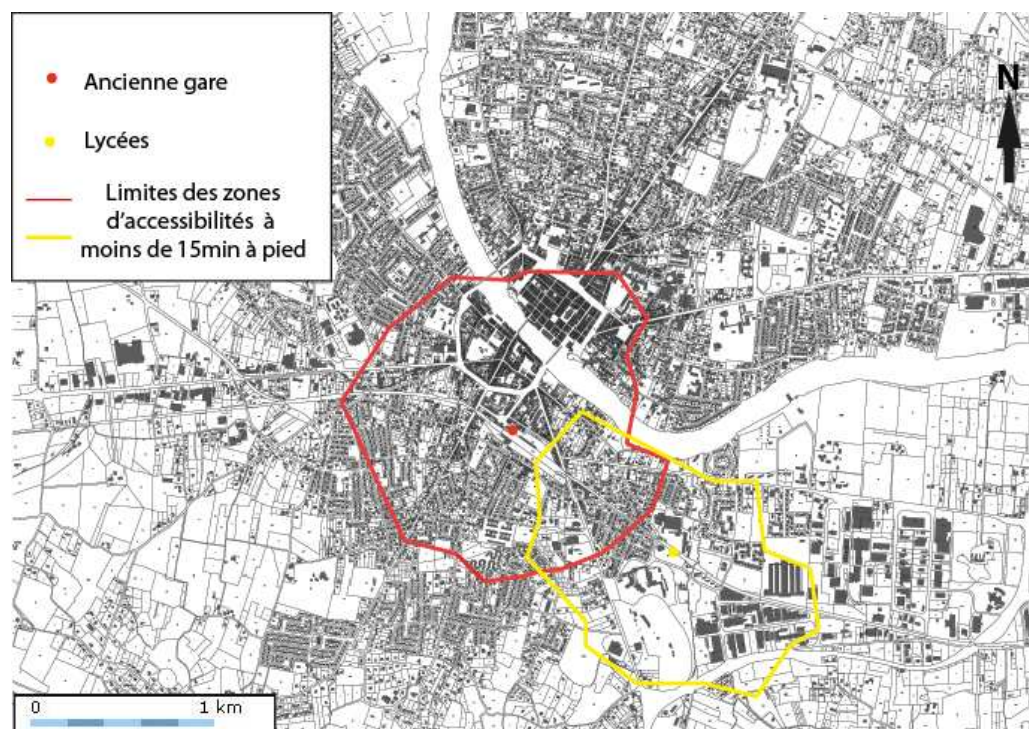 Ancienne gare
Lycées
Limites des zones
d'accessibilités à
moins de 15min à pied
N
0 1 km